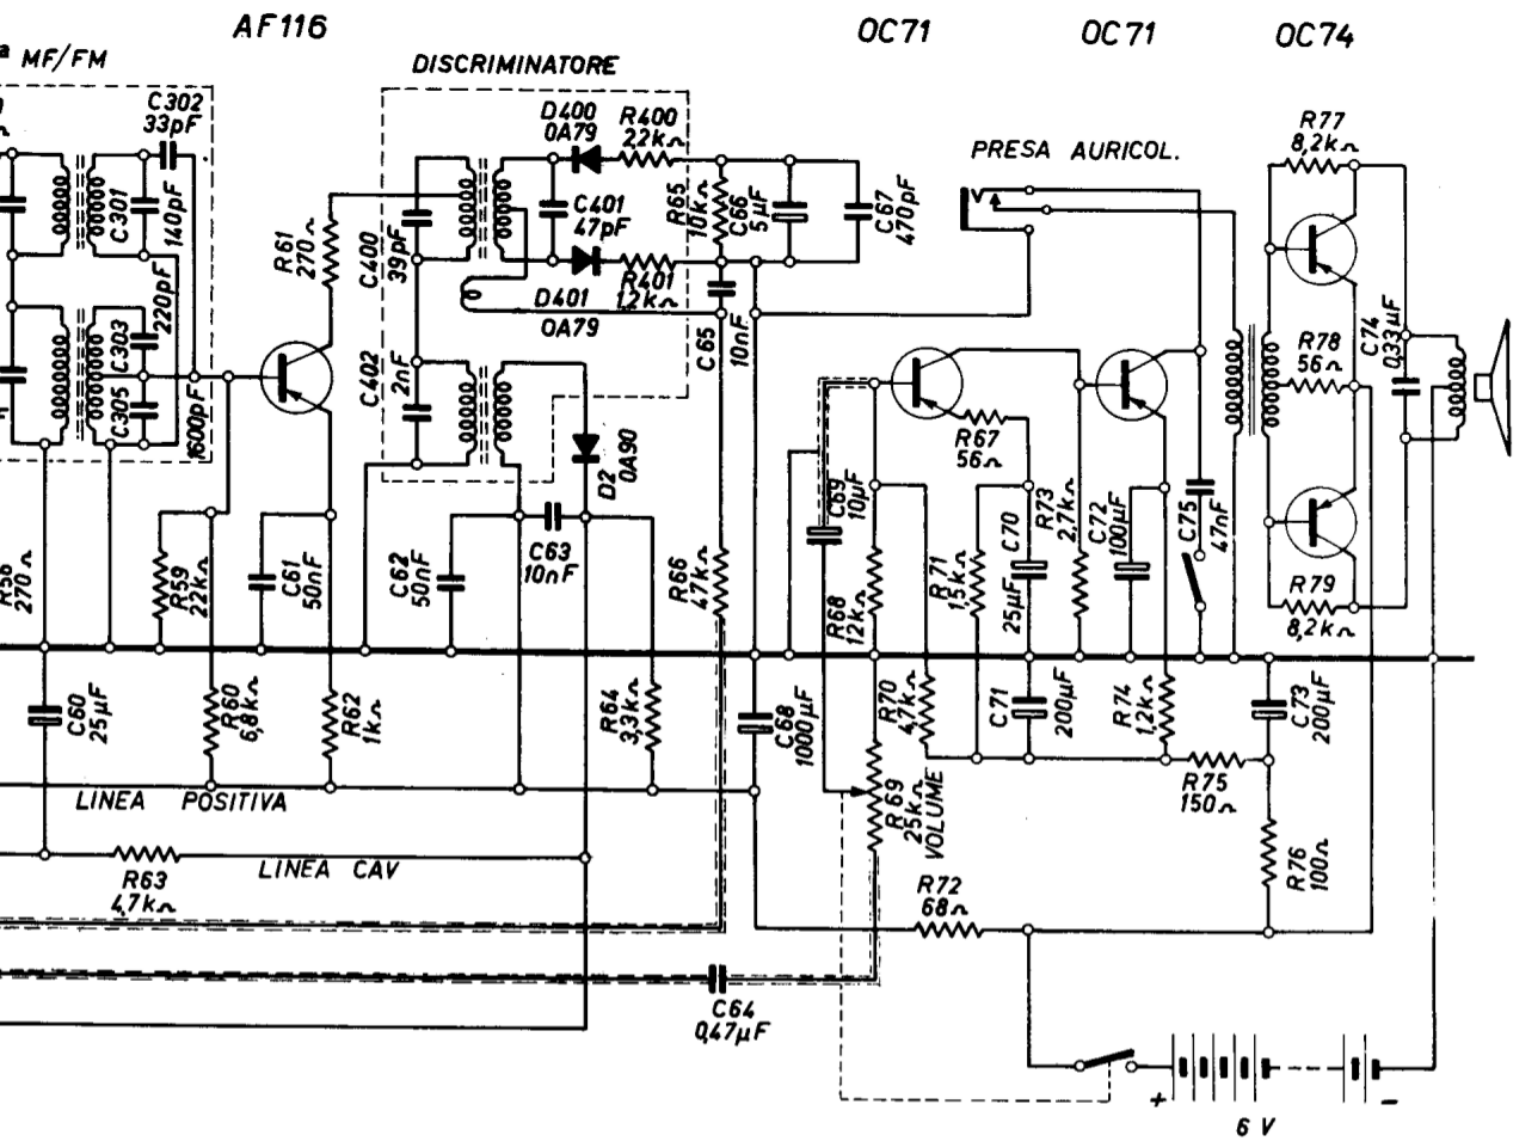 AF116
OC71
OC71
OC74
ª MF/FM
DISCRIMINATORE
C302
33pF
D400
OA79
R400
2,2kΩ
R77
8,2kΩ
PRESA AURICOL.
C301
140pF
R61
270Ω
C400
39pF
C401
47pF
R65
10kΩ
C66
5µF
C67
470pF
R401
1,2kΩ
D401
OA79
C303
220pF
C305
1600pF
C402
2nF
C65
10nF
C74
0,33µF
R78
56Ω
R67
56Ω
D2
OA90
C69
10µF
R73
2,7kΩ
C72
100µF
C75
47nF
C70
25µF
R58
270Ω
R59
22kΩ
C61
50nF
C62
50nF
C63
10nF
R66
47kΩ
R68
12kΩ
R71
1,5kΩ
R79
8,2kΩ
C60
25µF
R60
6,8kΩ
R62
1kΩ
R64
3,3kΩ
C68
1000µF
R70
4,7kΩ
C71
200µF
R74
1,2kΩ
C73
200µF
LINEA POSITIVA
R69
25kΩ
VOLUME
R75
150Ω
LINEA CAV
R63
4,7kΩ
R72
68Ω
R76
100Ω
C64
0,47µF
+
-
6 V